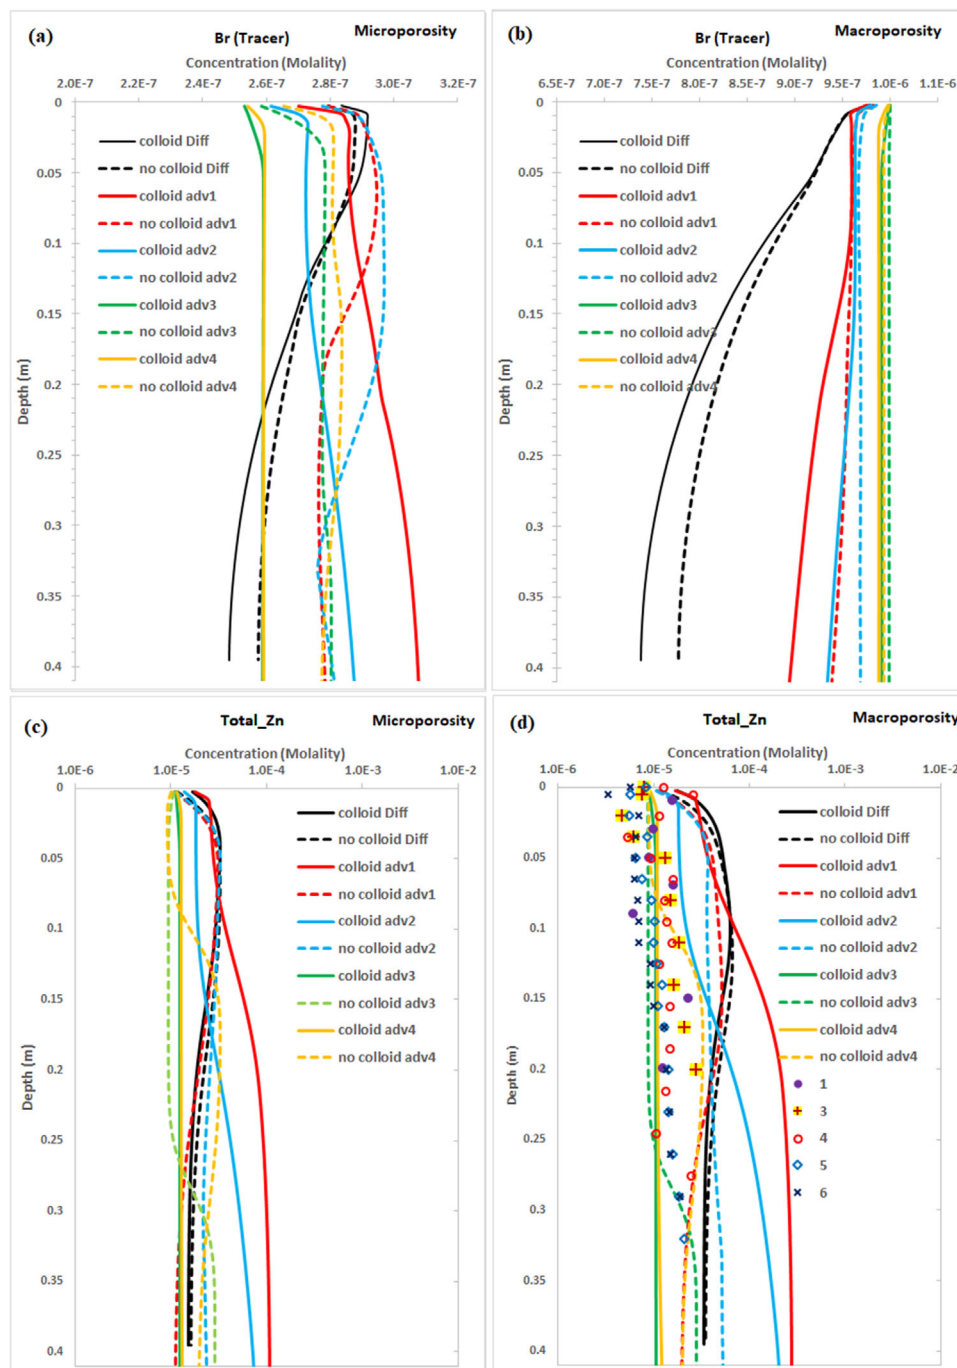 (a)
Br (Tracer)
Microporosity
Concentration (Molality)
2.0E-7 2.2E-7 2.4E-7 2.6E-7 2.8E-7 3.0E-7 3.2E-7
0
0.05
0.1
0.15
0.2
0.25
0.3
0.35
0.4
Depth (m)
colloid Diff
no colloid Diff
colloid adv1
no colloid adv1
colloid adv2
no colloid adv2
colloid adv3
no colloid adv3
colloid adv4
no colloid adv4
(b)
Br (Tracer)
Macroporosity
Concentration (Molality)
6.5E-7 7.0E-7 7.5E-7 8.0E-7 8.5E-7 9.0E-7 9.5E-7 1.0E-6 1.1E-6
0
0.05
0.1
0.15
0.2
0.25
0.3
0.35
0.4
Depth (m)
colloid Diff
no colloid Diff
colloid adv1
no colloid adv1
colloid adv2
no colloid adv2
colloid adv3
no colloid adv3
colloid adv4
no colloid adv4
(c)
Total_Zn
Microporosity
Concentration (Molality)
1.0E-6 1.0E-5 1.0E-4 1.0E-3 1.0E-2
0
0.05
0.1
0.15
0.2
0.25
0.3
0.35
0.4
Depth (m)
colloid Diff
no colloid Diff
colloid adv1
no colloid adv1
colloid adv2
no colloid adv2
colloid adv3
no colloid adv3
colloid adv4
no colloid adv4
(d)
Total_Zn
Macroporosity
Concentration (Molality)
1.0E-6 1.0E-5 1.0E-4 1.0E-3 1.0E-2
0
0.05
0.1
0.15
0.2
0.25
0.3
0.35
0.4
Depth (m)
colloid Diff
no colloid Diff
colloid adv1
no colloid adv1
colloid adv2
no colloid adv2
colloid adv3
no colloid adv3
colloid adv4
no colloid adv4
1
3
4
5
6